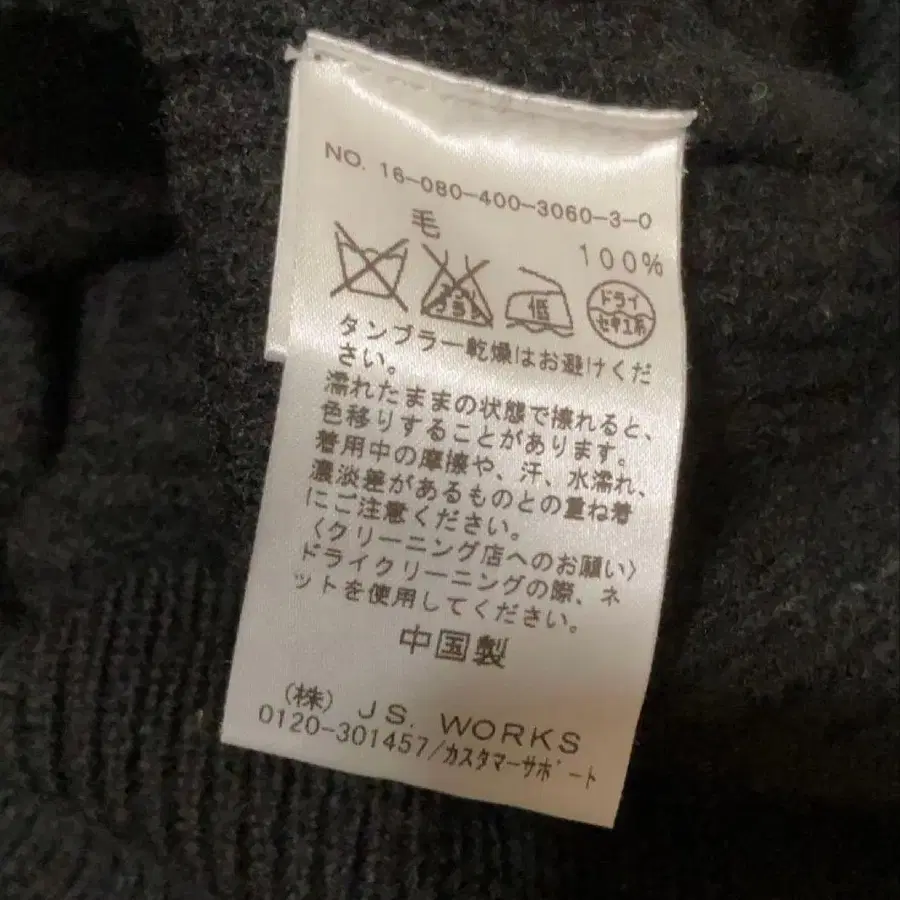 NO. 16-080-400-3060-3-0
毛 100%
エンソ サラシ 低 ドライ セキユ系
タンブラー乾燥はお避けくだ
さい。
濡れたままの状態で擦れると、
色移りすることがあります。
着用中の摩擦や、汗、水濡れ、
濃淡差があるものとの重ね着
にご注意ください。
〈クリーニング店へのお願い〉
ドライクリーニングの際、ネ
ットを使用してください。
中国製
(株) JS. WORKS
0120-301457/カスタマーサポート